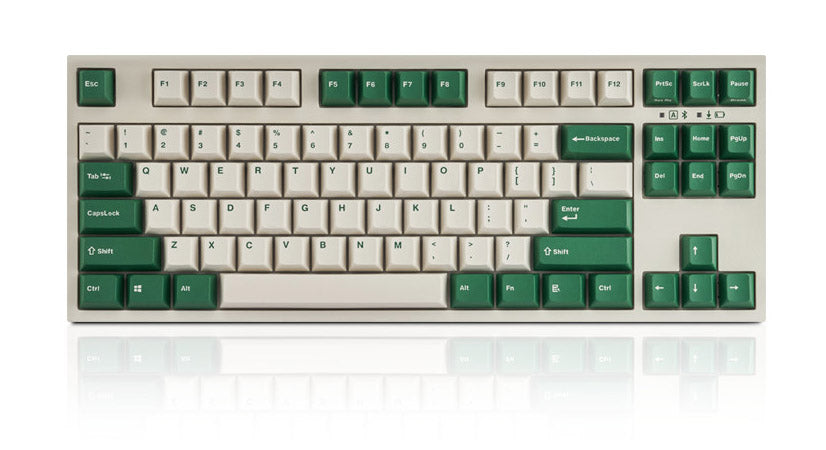 Esc F1 F2 F3 F4 F5 F6 F7 F8 F9 F10 F11 F12 PrtSc ScrLk Pause
A
~ ! @ # $ % ^ & * ( ) _ +
` 1 2 3 4 5 6 7 8 9 0 - = ←Backspace Ins Home PgUp
Tab Q W E R T Y U I O P { } |
[ ] \ Del End PgDn
CapsLock A S D F G H J K L : " Enter
; '
⇧ Shift Z X C V B N M < > ? ⇧ Shift ↑
, . /
Ctrl Alt Alt Fn Ctrl ← ↓ →